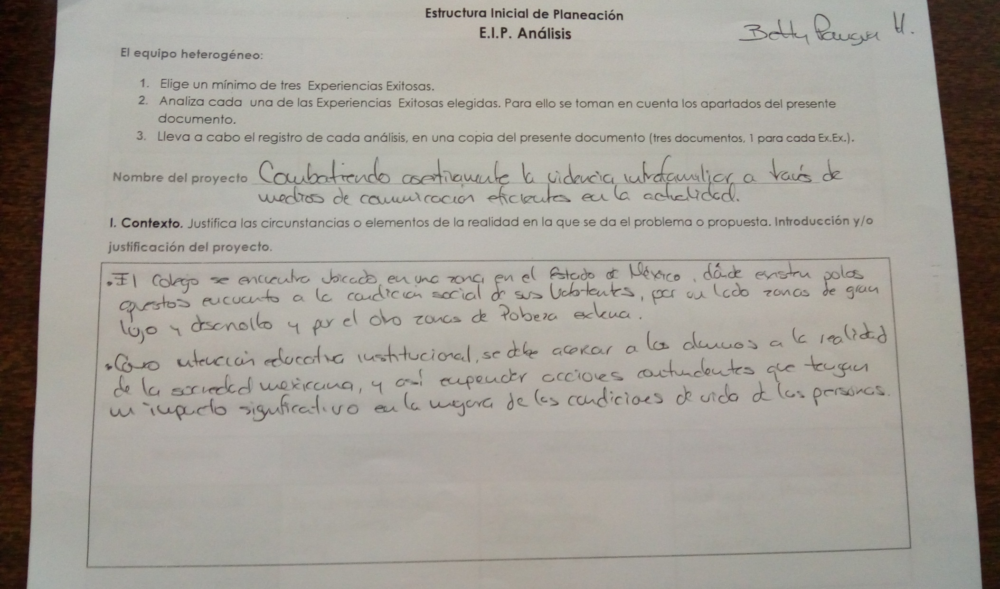 Estructura Inicial de Planeación
E.I.P. Análisis
Betty H.
El equipo heterogéneo:
1. Elige un mínimo de tres Experiencias Exitosas.
2. Analiza cada una de las Experiencias Exitosas elegidas. Para ello se toman en cuenta los apartados del presente
documento.
3. Lleva a cabo el registro de cada análisis, en una copia del presente documento (tres documentos, 1 para cada Ex.Ex.).
Nombre del proyecto Combatiendo asertivamente la violencia intrafamiliar a través de
medios de comunicación eficientes en la actualidad.
I. Contexto. Justifica las circunstancias o elementos de la realidad en la que se da el problema o propuesta. Introducción y/o
justificación del proyecto.
• El Colegio se encuentra ubicado en una zona en el Estado de México, dónde existen polos
opuestos en cuanto a la condición social de sus habitantes, por un lado zonas de gran
lujo y desarrollo y por el otro zonas de Pobreza extrema.
• Como intención educativa institucional, se debe acercar a los alumnos a la realidad
de la sociedad mexicana, y así emprender acciones contundentes que tengan
un impacto significativo en la mejora de las condiciones de vida de las personas.